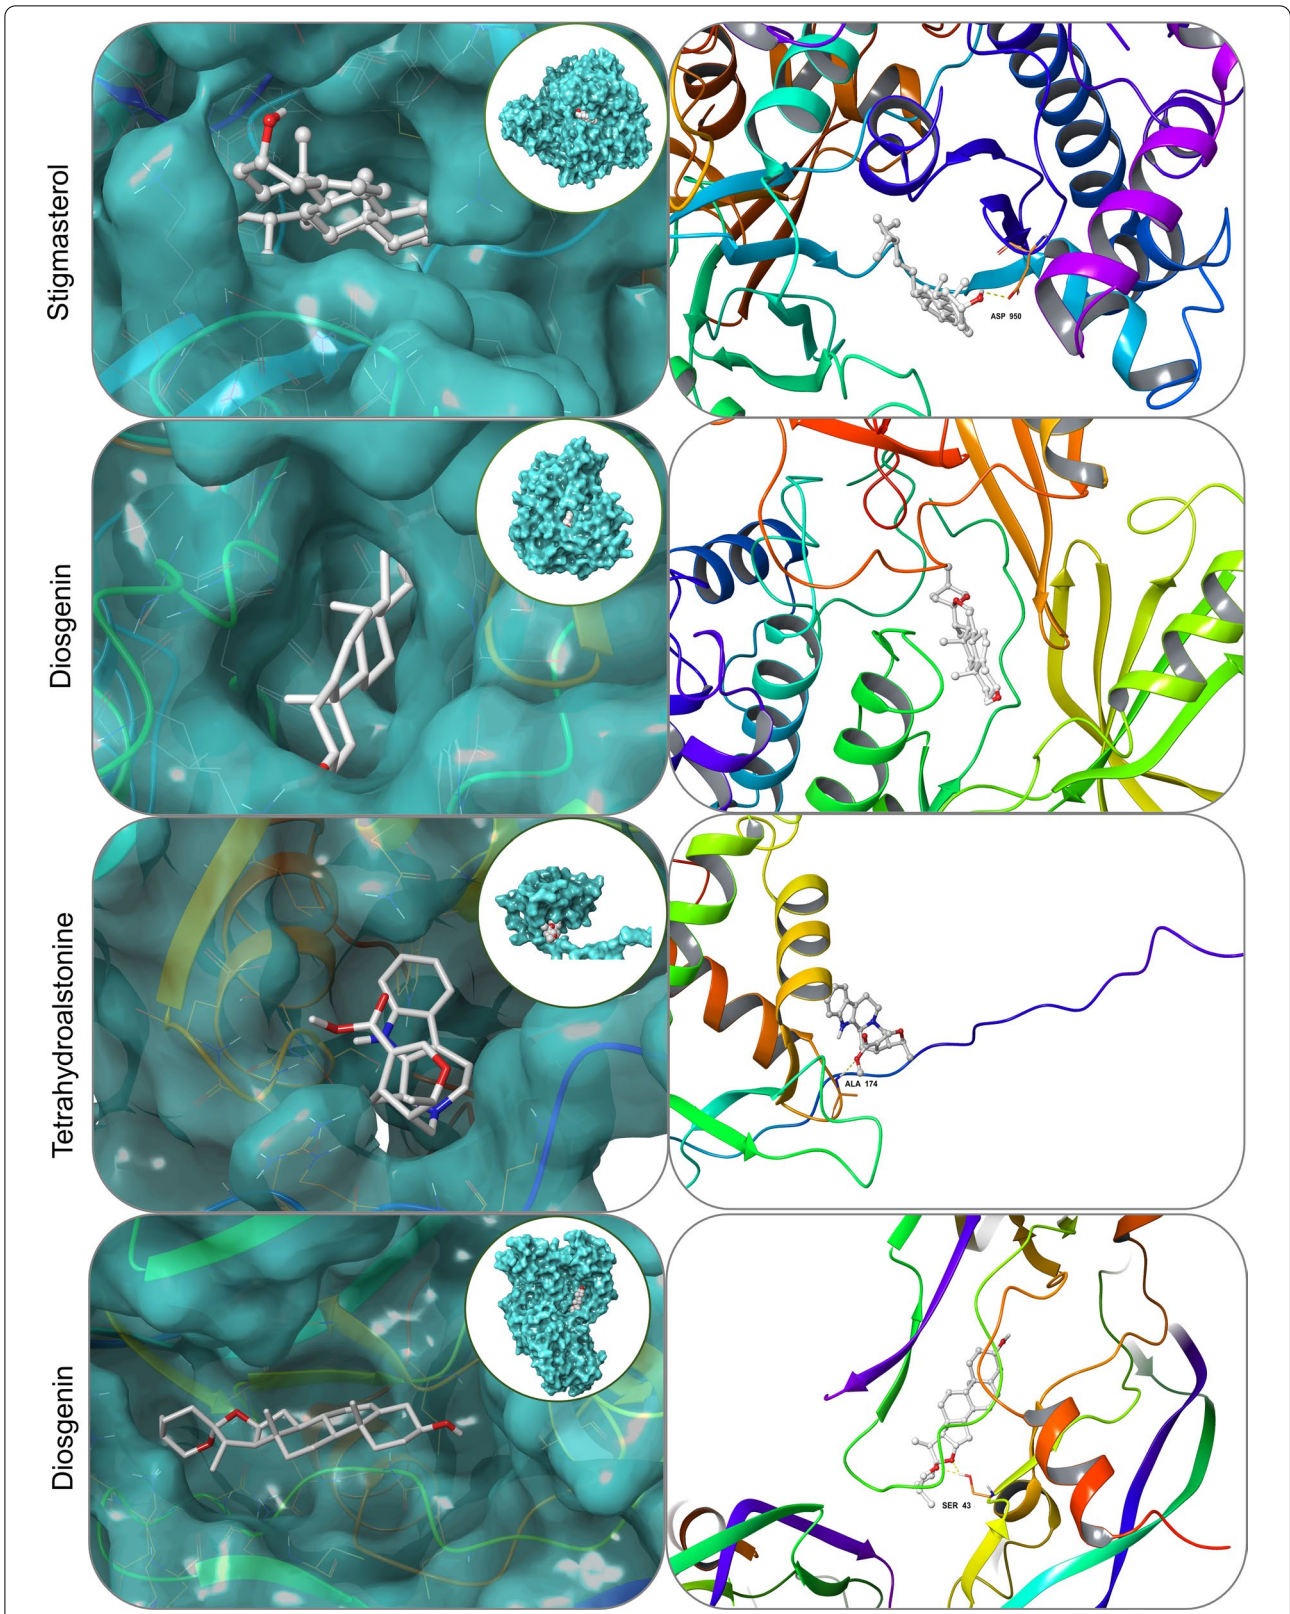 Stigmasterol
ASP 950
Diosgenin
Tetrahydroalstonine
ALA 174
Diosgenin
SER 43